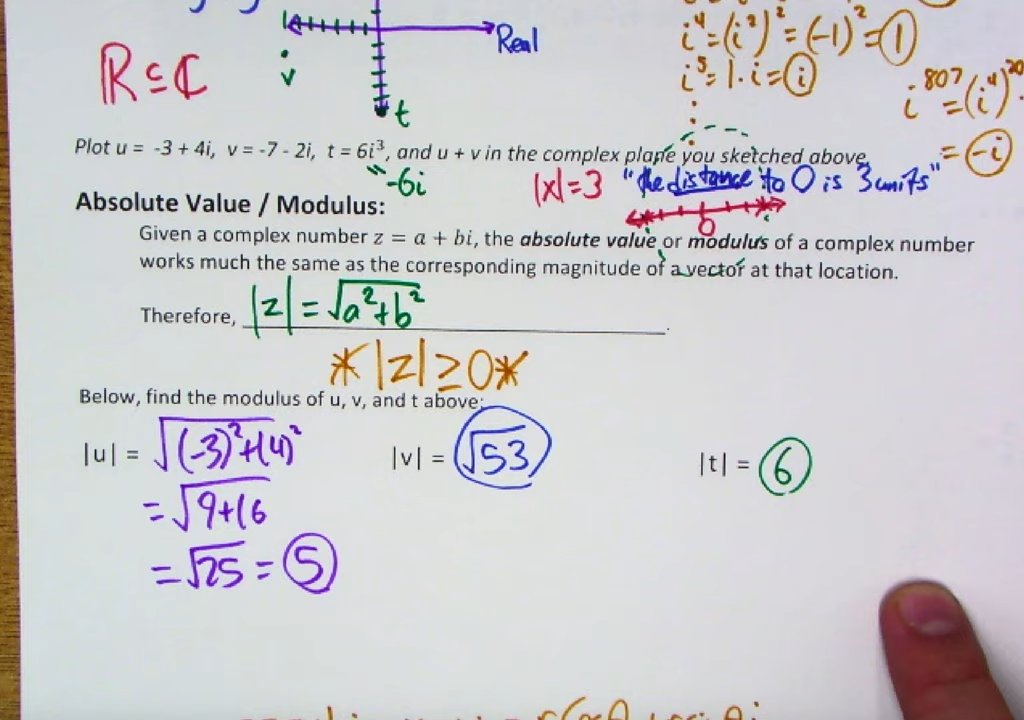 Real
i⁴ = (i²)² = (-1)² = 1
i⁵ = 1 · i = i
ℝ ⊆ ℂ
v
t
i⁸⁰⁷ = (i⁴)²⁰
= -i
Plot u = -3 + 4i, v = -7 - 2i, t = 6i³, and u + v in the complex plane you sketched above.
" -6i
|x| = 3 "the distance to 0 is 3 units"
0
Absolute Value / Modulus:
Given a complex number z = a + bi, the absolute value or modulus of a complex number
works much the same as the corresponding magnitude of a vector at that location.
Therefore, |z| = √a² + b² .
* |z| ≥ 0 *
Below, find the modulus of u, v, and t above:
|u| = √(-3)² + (4)² |v| = √53 |t| = 6
= √9+16
= √25 = 5